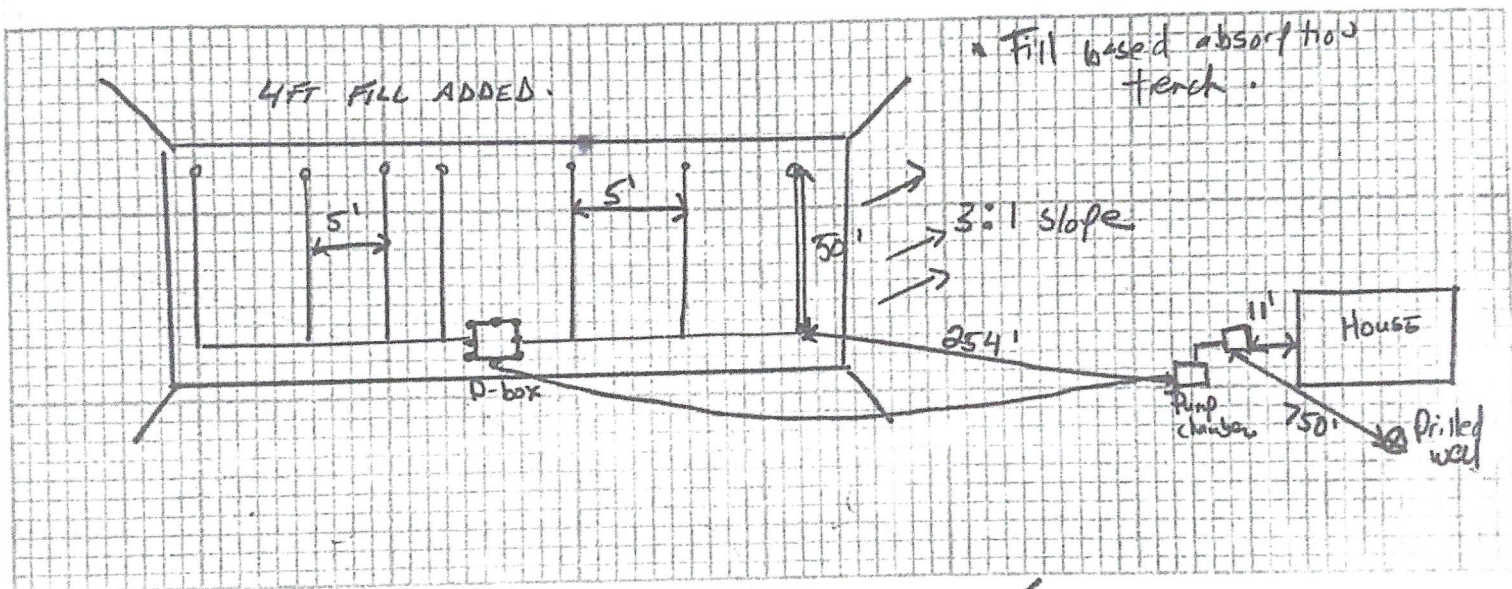 • Fill based absorption
trench.
4FT FILL ADDED.
5'
5'
50'
3:1 slope
254'
11'
HOUSE
D-box
Pump
chamber
750'
Drilled
well